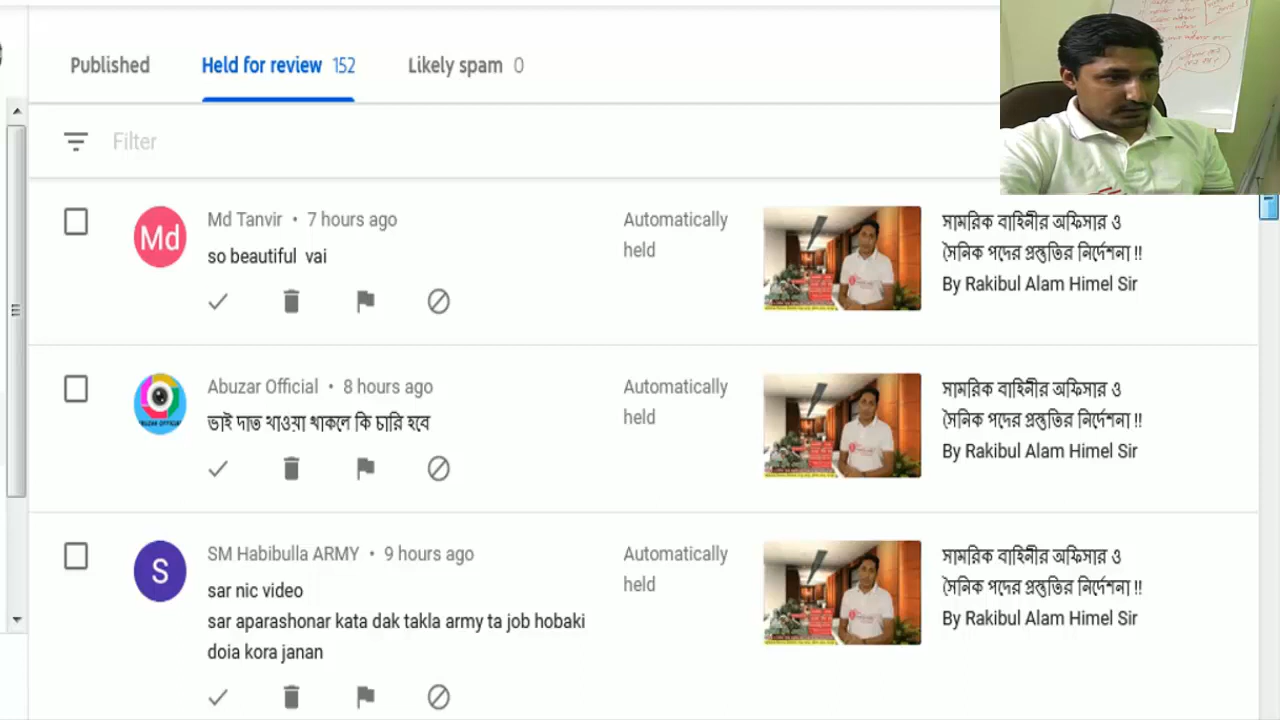 Published
Held for review 152
Likely spam 0
Filter
Md
Md Tanvir • 7 hours ago
so beautiful vai
Automatically
held
সামরিক বাহিনীর অফিসার ও
সৈনিক পদের প্রস্তুতির নির্দেশনা !!
By Rakibul Alam Himel Sir
Abuzar Official • 8 hours ago
ভাই দাত খাওয়া থাকলে কি চারি হবে
Automatically
held
সামরিক বাহিনীর অফিসার ও
সৈনিক পদের প্রস্তুতির নির্দেশনা !!
By Rakibul Alam Himel Sir
S
SM Habibulla ARMY • 9 hours ago
sar nic video
sar aparashonar kata dak takla army ta job hobaki
doia kora janan
Automatically
held
সামরিক বাহিনীর অফিসার ও
সৈনিক পদের প্রস্তুতির নির্দেশনা !!
By Rakibul Alam Himel Sir